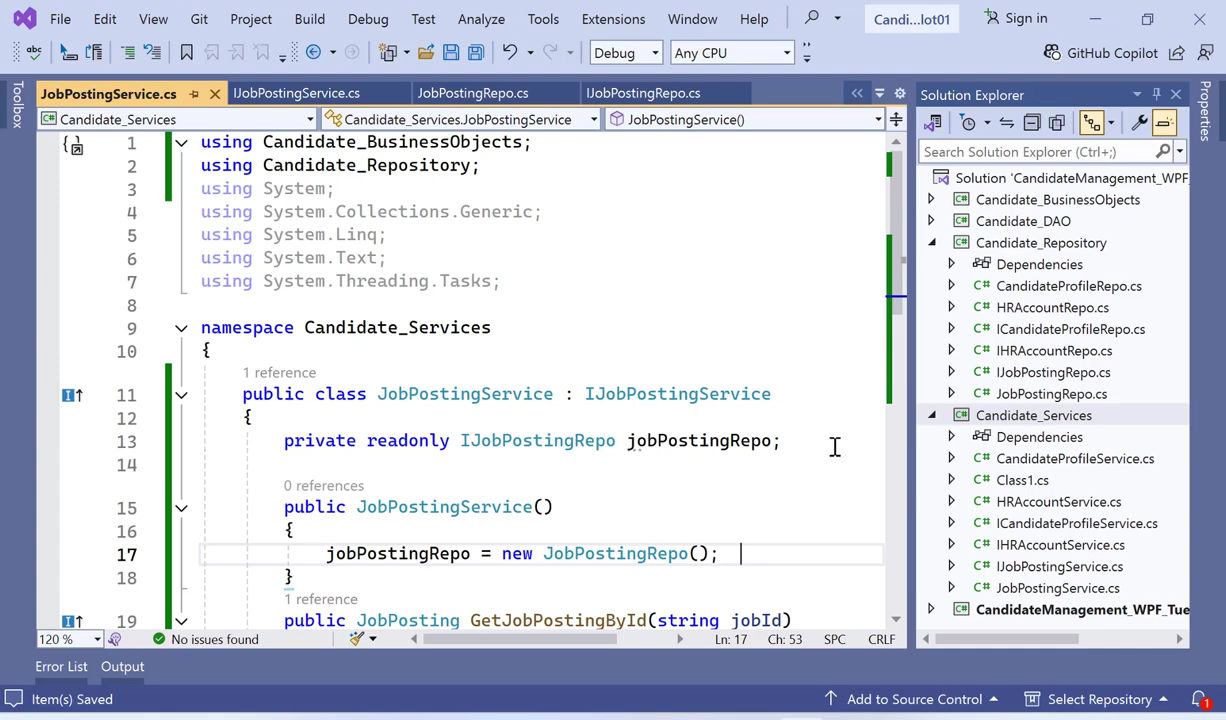 File Edit View Git Project Build Debug Test Analyze Tools Extensions Window Help Candi...lot01 Sign in
abc Debug Any CPU GitHub Copilot
Toolbox
JobPostingService.cs IJobPostingService.cs JobPostingRepo.cs IJobPostingRepo.cs
Candidate_Services Candidate_Services.JobPostingService JobPostingService()
1 using Candidate_BusinessObjects;
2 using Candidate_Repository;
3 using System;
4 using System.Collections.Generic;
5 using System.Linq;
6 using System.Text;
7 using System.Threading.Tasks;
8
9 namespace Candidate_Services
10 {
1 reference
11 public class JobPostingService : IJobPostingService
12 {
13 private readonly IJobPostingRepo jobPostingRepo;
14
0 references
15 public JobPostingService()
16 {
17 jobPostingRepo = new JobPostingRepo();
18 }
1 reference
19 public JobPosting GetJobPostingById(string jobId)
120 % No issues found Ln: 17 Ch: 53 SPC CRLF
Solution Explorer
Search Solution Explorer (Ctrl+;)
Solution 'CandidateManagement_WPF_
C# Candidate_BusinessObjects
C# Candidate_DAO
C# Candidate_Repository
Dependencies
C# CandidateProfileRepo.cs
C# HRAccountRepo.cs
C# ICandidateProfileRepo.cs
C# IHRAccountRepo.cs
C# IJobPostingRepo.cs
C# JobPostingRepo.cs
C# Candidate_Services
Dependencies
C# CandidateProfileService.cs
C# Class1.cs
C# HRAccountService.cs
C# ICandidateProfileService.cs
C# IHRAccountService.cs
C# IJobPostingService.cs
C# JobPostingService.cs
C# CandidateManagement_WPF_Tue
Properties
Error List Output
Item(s) Saved Add to Source Control Select Repository 1